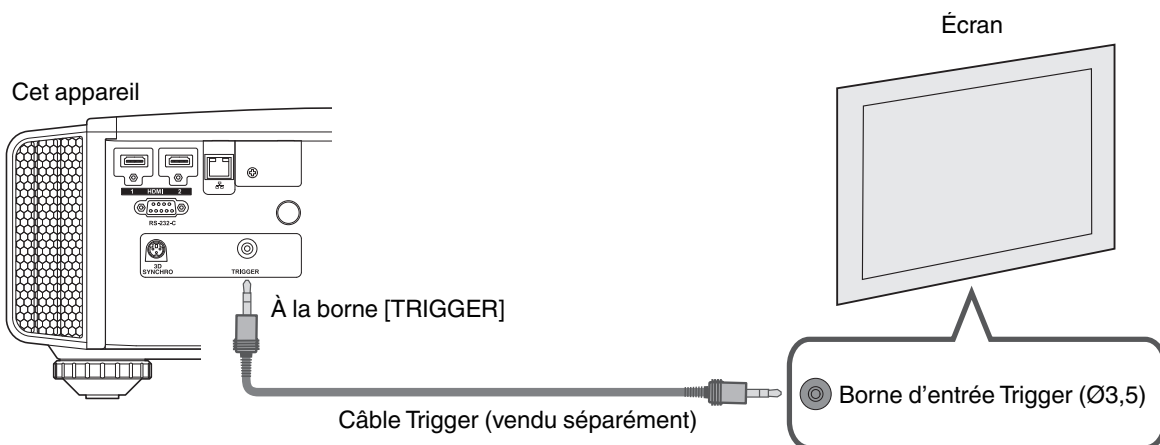 Écran
Cet appareil
1 HDMI 2
RS-232-C
3D
SYNCHRO
TRIGGER
À la borne [TRIGGER]
Câble Trigger (vendu séparément)
Borne d'entrée Trigger (Ø3,5)